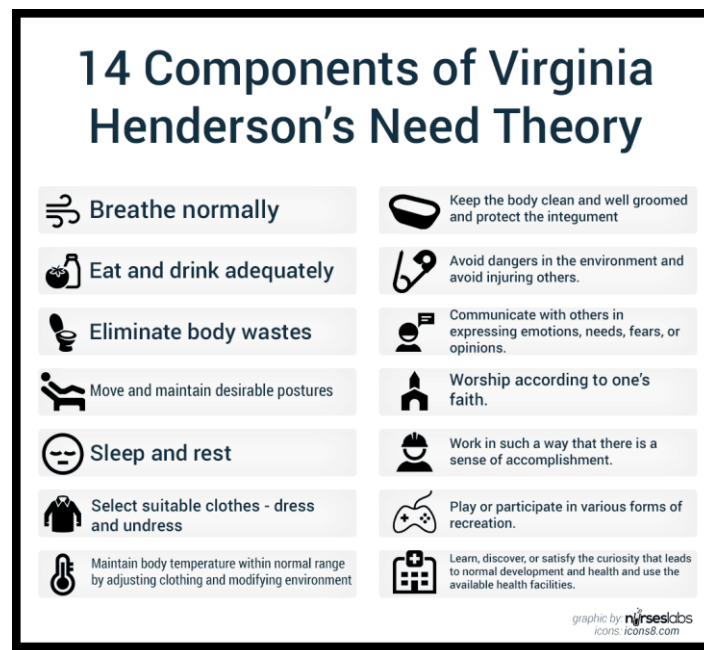 14 Components of Virginia
Henderson's Need Theory
Breathe normally
Eat and drink adequately
Eliminate body wastes
Move and maintain desirable postures
Sleep and rest
Select suitable clothes - dress
and undress
Maintain body temperature within normal range
by adjusting clothing and modifying environment
Keep the body clean and well groomed
and protect the integument
Avoid dangers in the environment and
avoid injuring others.
Communicate with others in
expressing emotions, needs, fears, or
opinions.
Worship according to one's
faith.
Work in such a way that there is a
sense of accomplishment.
Play or participate in various forms of
recreation.
Learn, discover, or satisfy the curiosity that leads
to normal development and health and use the
available health facilities.
graphic by: nurseslabs
icons: icons8.com